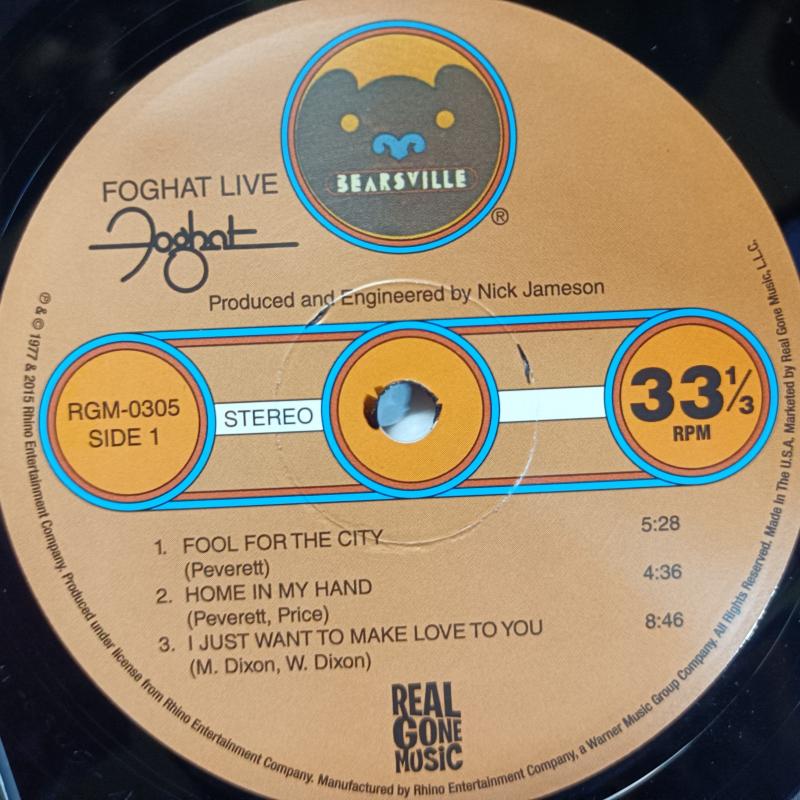 BEARSVILLE
®
FOGHAT LIVE
Foghat
Produced and Engineered by Nick Jameson
RGM-0305
SIDE 1
STEREO
33⅓
RPM
1. FOOL FOR THE CITY 5:28
(Peverett)
2. HOME IN MY HAND 4:36
(Peverett, Price)
3. I JUST WANT TO MAKE LOVE TO YOU 8:46
(M. Dixon, W. Dixon)
REAL
GONE
MUSIC
℗ & © 1977 & 2015 Rhino Entertainment Company. Produced under license from Rhino Entertainment Company. Manufactured by Rhino Entertainment Company, a Warner Music Group Company. All Rights Reserved. Made In The U.S.A. Marketed by Real Gone Music, L.L.C.